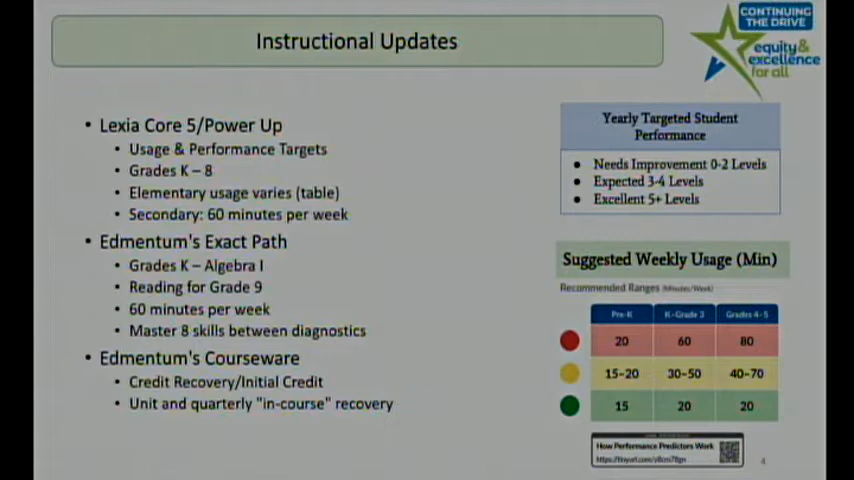 Instructional Updates
CONTINUING
THE DRIVE
equity &
excellence
for all
• Lexia Core 5/Power Up
• Usage & Performance Targets
• Grades K – 8
• Elementary usage varies (table)
• Secondary: 60 minutes per week
• Edmentum's Exact Path
• Grades K – Algebra I
• Reading for Grade 9
• 60 minutes per week
• Master 8 skills between diagnostics
• Edmentum's Courseware
• Credit Recovery/Initial Credit
• Unit and quarterly "in-course" recovery
Yearly Targeted Student
Performance
• Needs Improvement 0-2 Levels
• Expected 3-4 Levels
• Excellent 5+ Levels
Suggested Weekly Usage (Min)
Recommended Ranges (Minutes/Week)
Pre-K K-Grade 3 Grades 4-5
20 60 80
15-20 30-50 40-70
15 20 20
How Performance Predictors Work
4